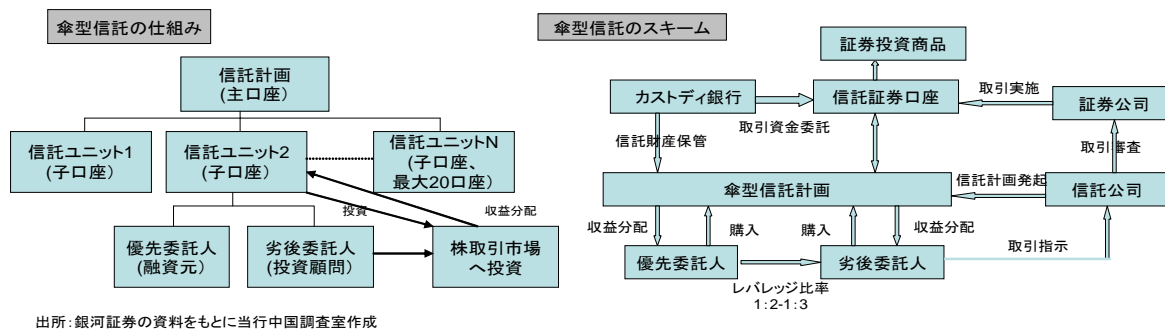 傘型信託の仕組み
信託計画
(主口座)
信託ユニット1
(子口座)
信託ユニット2
(子口座)
信託ユニットN
(子口座、
最大20口座)
投資
収益分配
優先委託人
(融資元)
劣後委託人
(投資顧問)
株取引市場
へ投資
出所：銀河証券の資料をもとに当行中国調査室作成
傘型信託のスキーム
証券投資商品
カストディ銀行
信託証券口座
取引実施
証券公司
取引資金委託
信託財産保管
取引審査
傘型信託計画
信託計画発起
信託公司
収益分配
購入
購入
収益分配
取引指示
優先委託人
劣後委託人
レバレッジ比率
1：2-1：3